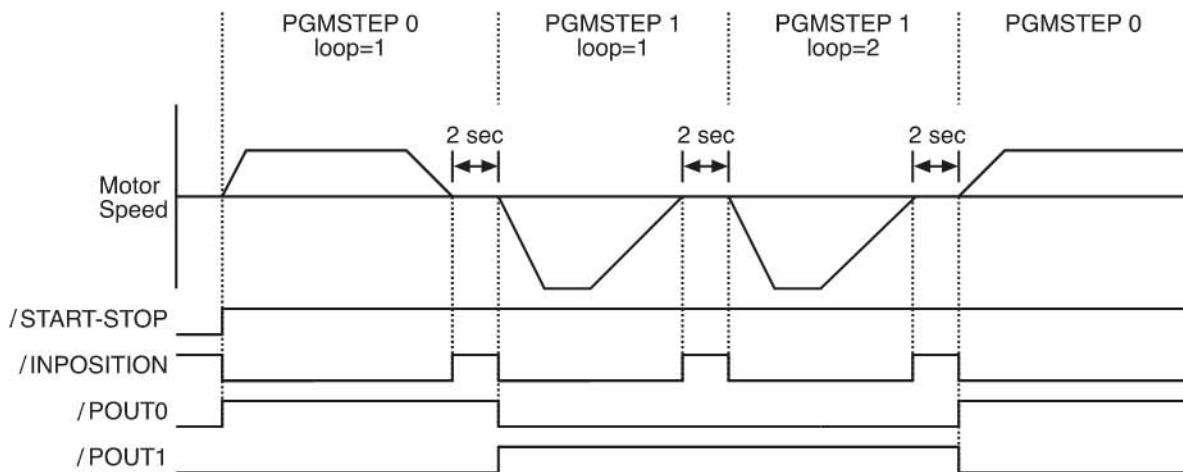 PGMSTEP 0
loop=1
PGMSTEP 1
loop=1
PGMSTEP 1
loop=2
PGMSTEP 0
2 sec
2 sec
2 sec
Motor
Speed
/START-STOP
/INPOSITION
/POUT0
/POUT1